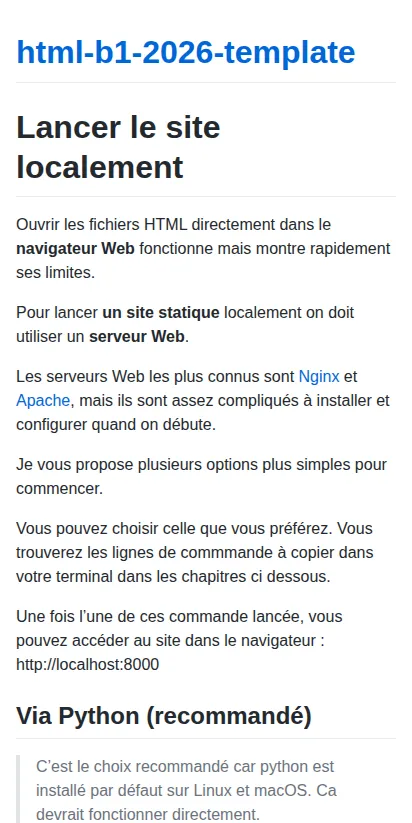 html-b1-2026-template
Lancer le site
localement
Ouvrir les fichiers HTML directement dans le
navigateur Web fonctionne mais montre rapidement
ses limites.
Pour lancer un site statique localement on doit
utiliser un serveur Web.
Les serveurs Web les plus connus sont Nginx et
Apache, mais ils sont assez compliqués à installer et
configurer quand on débute.
Je vous propose plusieurs options plus simples pour
commencer.
Vous pouvez choisir celle que vous préférez. Vous
trouverez les lignes de commmande à copier dans
votre terminal dans les chapitres ci dessous.
Une fois l’une de ces commande lancée, vous
pouvez accéder au site dans le navigateur :
http://localhost:8000
Via Python (recommandé)
C’est le choix recommandé car python est
installé par défaut sur Linux et macOS. Ca
devrait fonctionner directement.